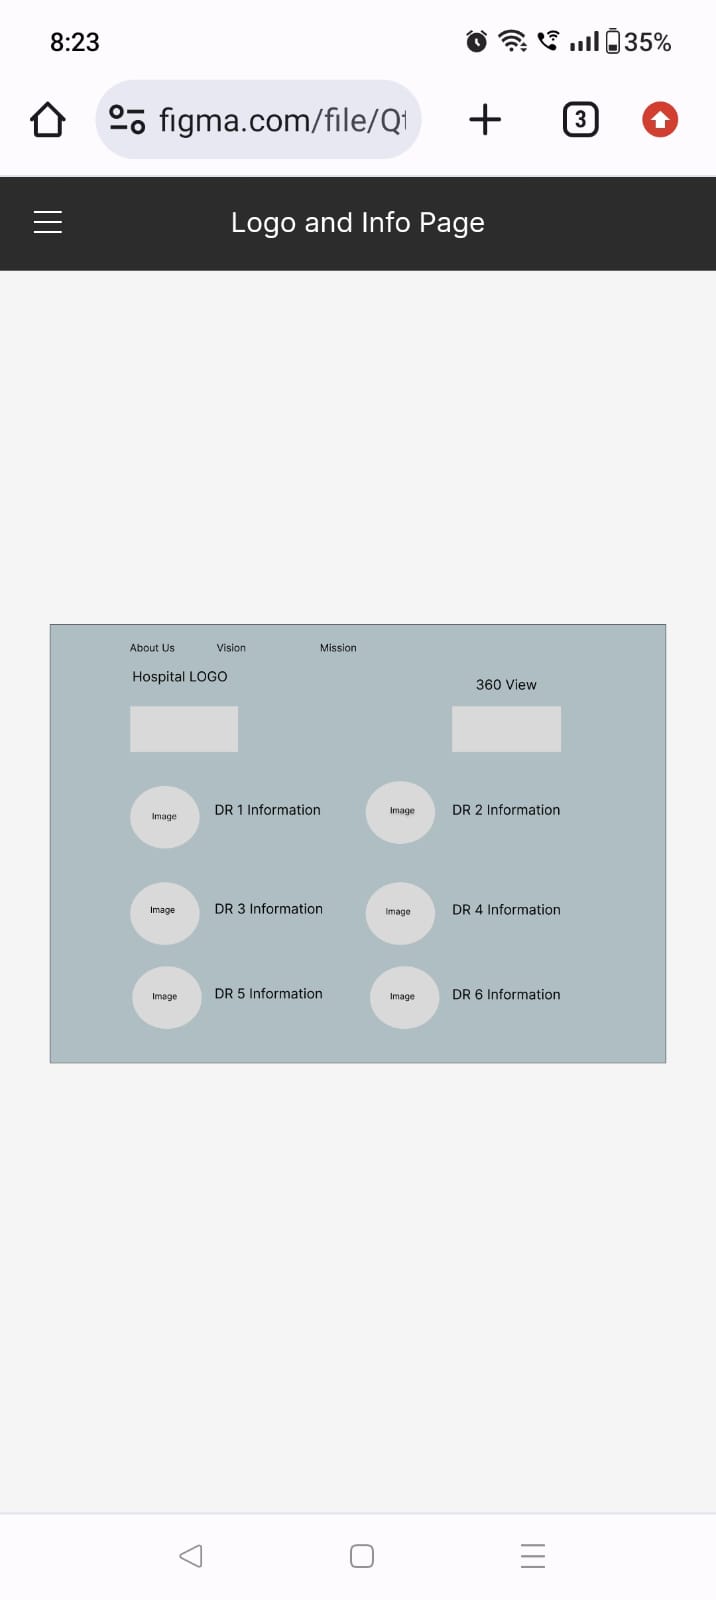 8:23
35%
figma.com/file/Q
3
Logo and Info Page
About Us
Vision
Mission
Hospital LOGO
360 View
Image
DR 1 Information
Image
DR 2 Information
Image
DR 3 Information
Image
DR 4 Information
Image
DR 5 Information
Image
DR 6 Information